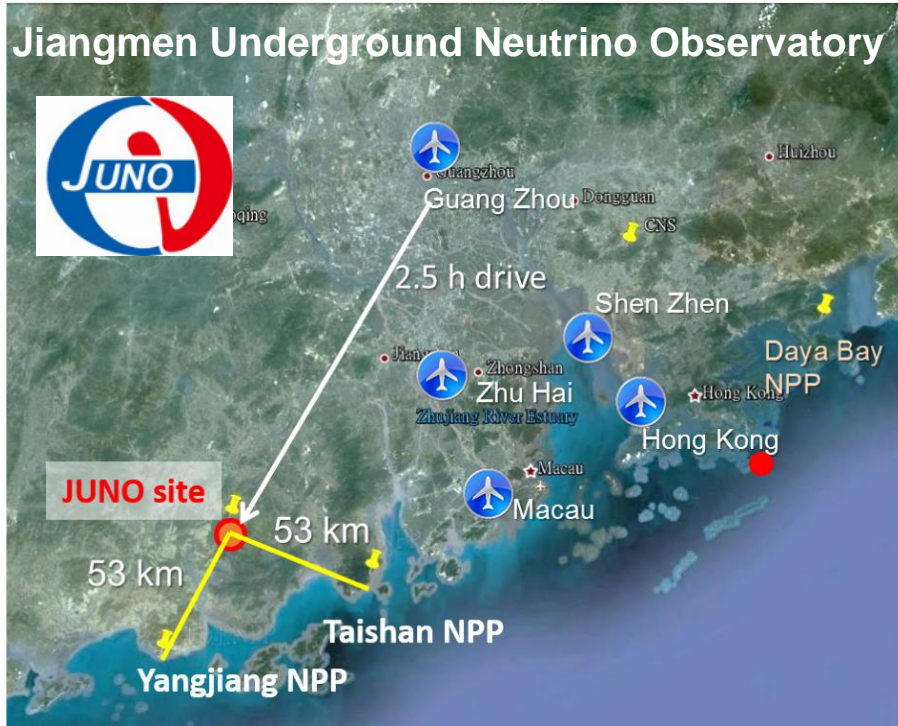 Jiangmen Underground Neutrino Observatory
JUNO
Huizhou
Guangzhou
Guang Zhou
Dongguan
CNS
2.5 h drive
Shen Zhen
Daya Bay
NPP
Zhongshan
Zhu Hai
Zhujiang River Estuary
Hong Kong
Hong Kong
Macau
Macau
JUNO site
53 km
53 km
Taishan NPP
Yangjiang NPP